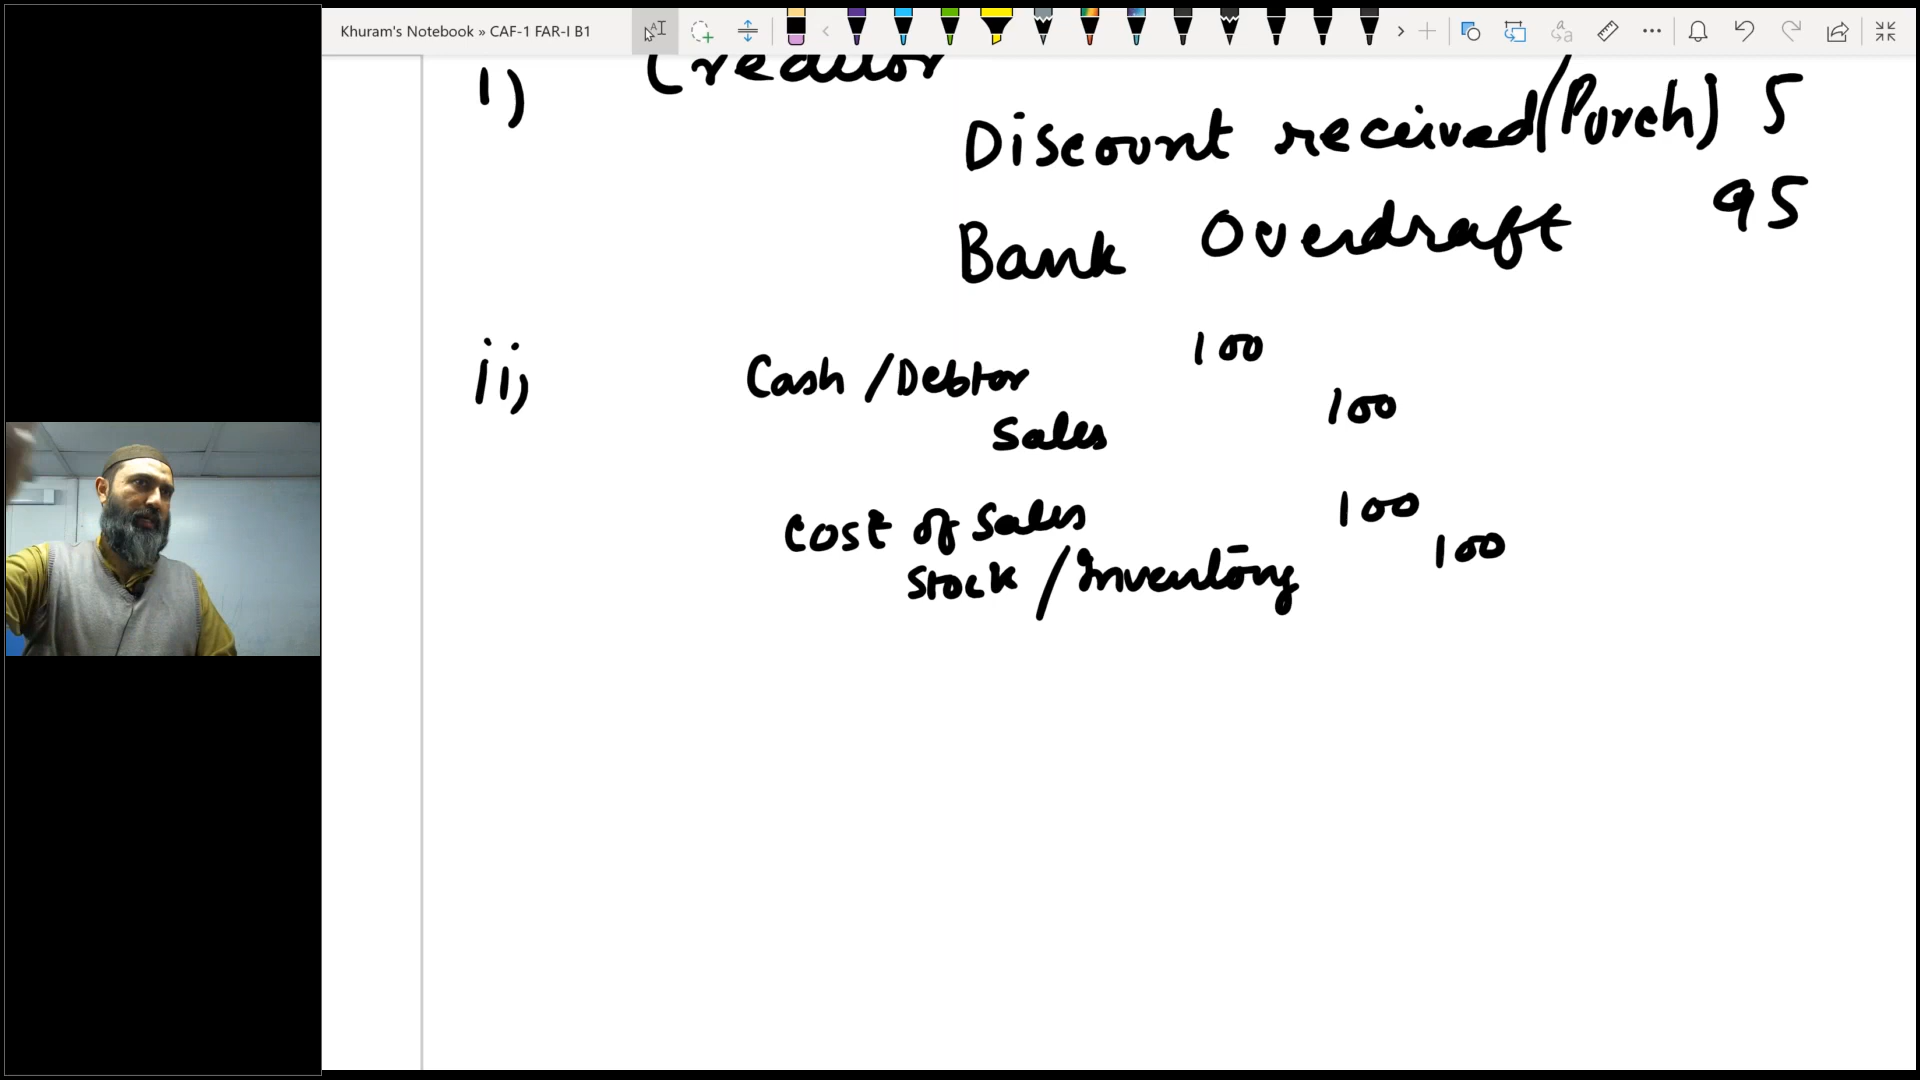 Khuram's Notebook » CAF-1 FAR-I B1
i) Creditor
Discount received/(Purch) 5
Bank Overdraft 95
ii) Cash/Debtor 100
Sales 100
Cost of Sales 100
Stock/Inventory 100